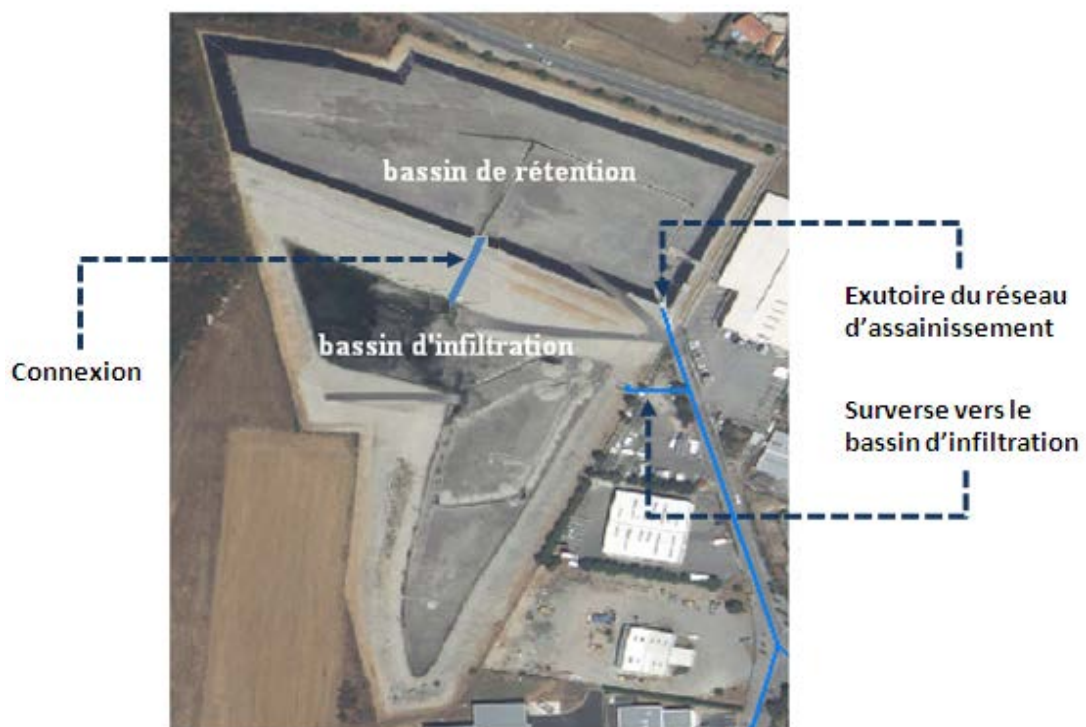 bassin de rétention
bassin d'infiltration
Connexion
Exutoire du réseau
d'assainissement
Surverse vers le
bassin d'infiltration